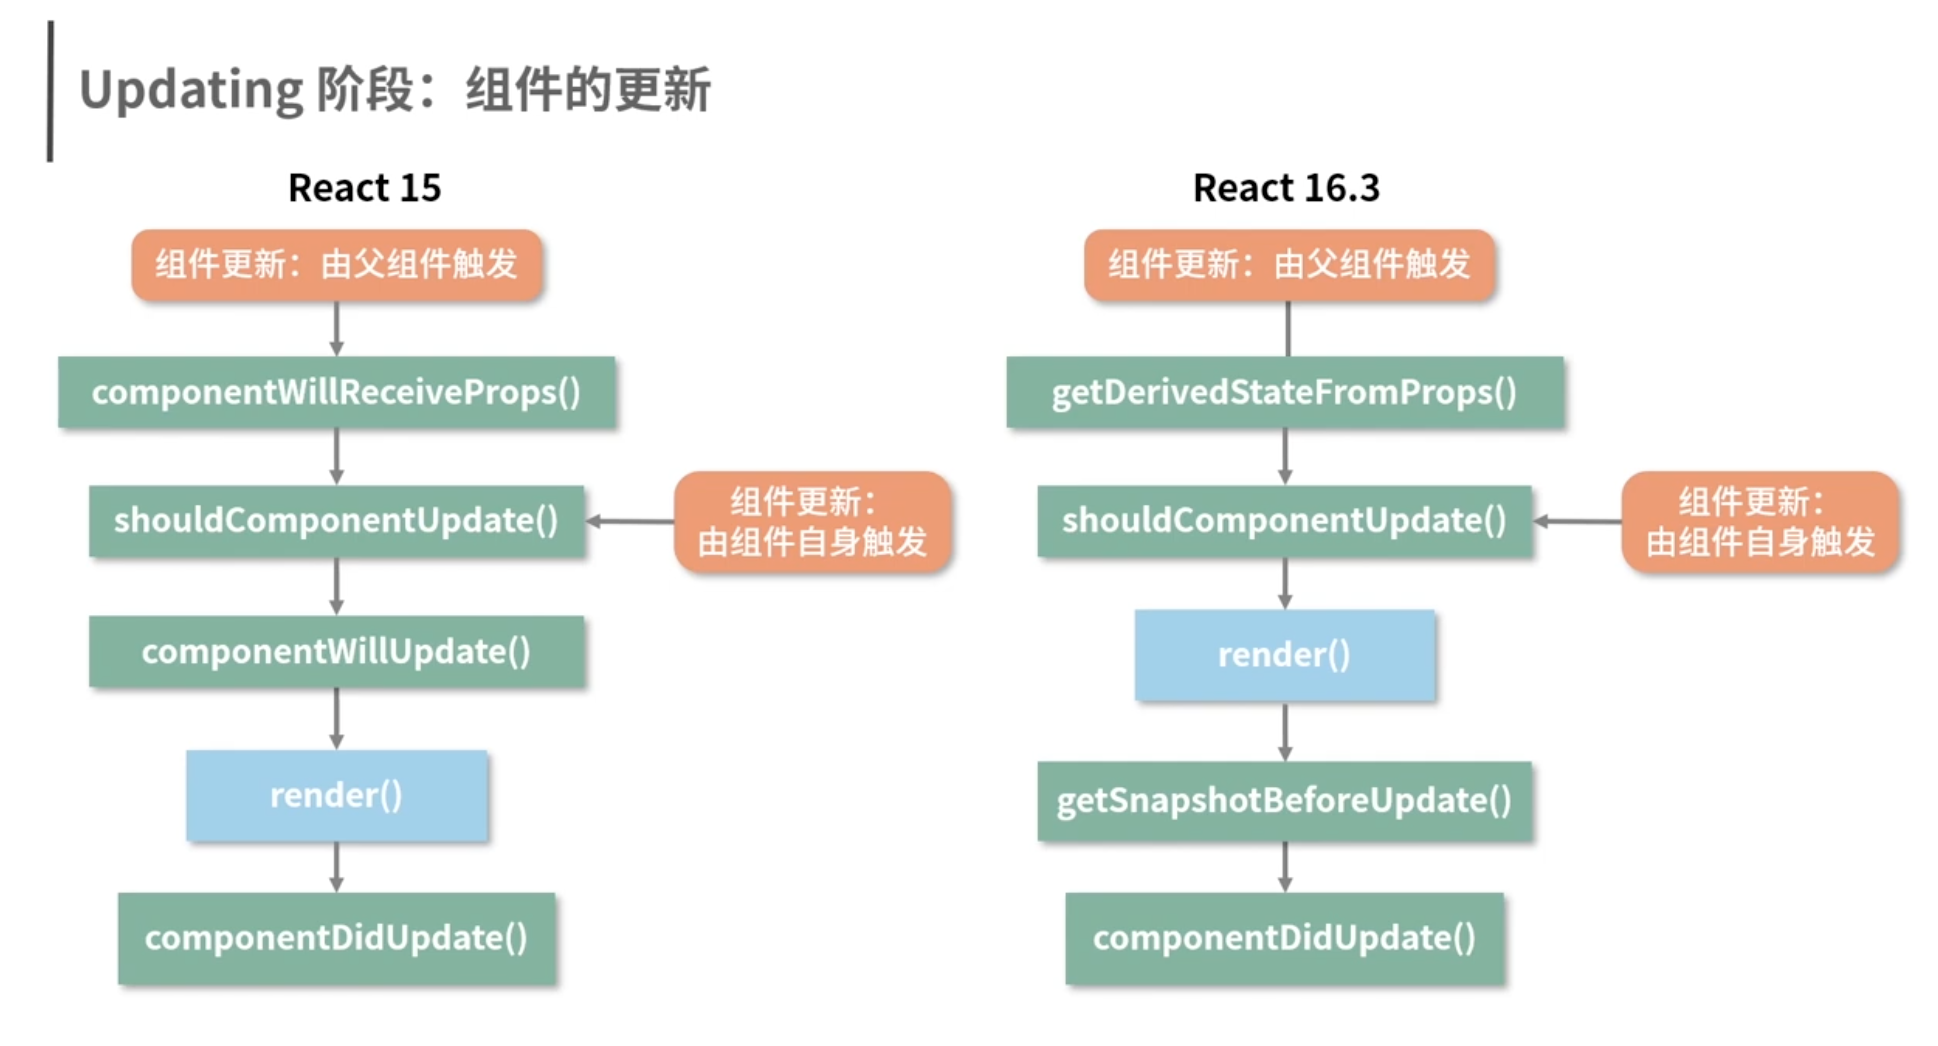 Updating 阶段：组件的更新
React 15
组件更新：由父组件触发
componentWillReceiveProps()
shouldComponentUpdate()
组件更新：
由组件自身触发
componentWillUpdate()
render()
componentDidUpdate()
React 16.3
组件更新：由父组件触发
getDerivedStateFromProps()
shouldComponentUpdate()
组件更新：
由组件自身触发
render()
getSnapshotBeforeUpdate()
componentDidUpdate()